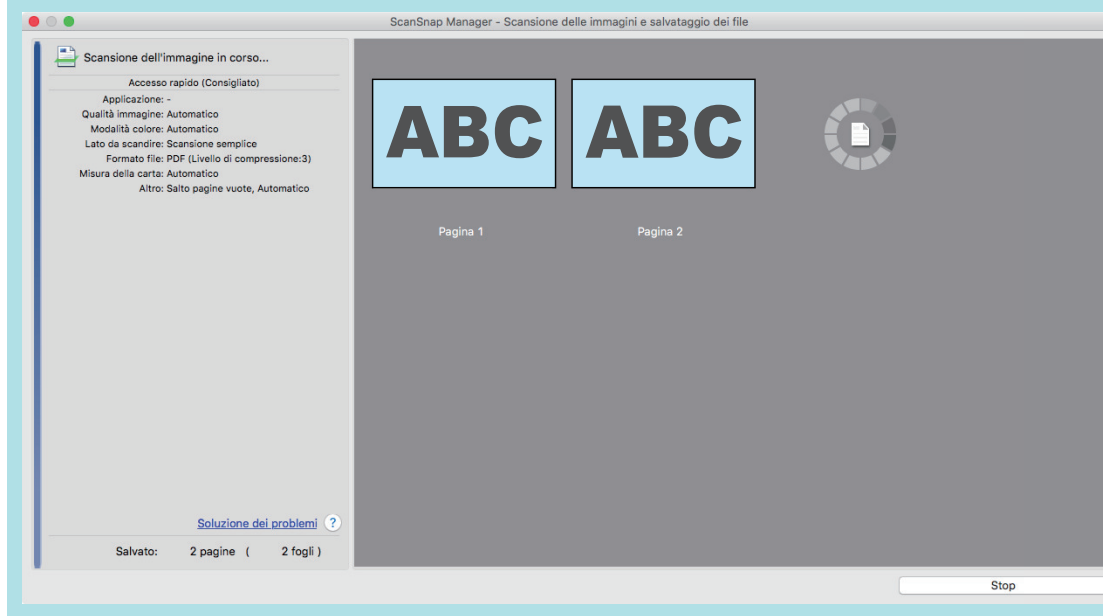 ScanSnap Manager - Scansione delle immagini e salvataggio dei file
Scansione dell'immagine in corso...
Accesso rapido (Consigliato)
Applicazione: -
Qualità immagine: Automatico
Modalità colore: Automatico
Lato da scandire: Scansione semplice
Formato file: PDF (Livello di compressione:3)
Misura della carta: Automatico
Altro: Salto pagine vuote, Automatico
ABC
ABC
Pagina 1
Pagina 2
Soluzione dei problemi ?
Salvato: 2 pagine ( 2 fogli )
Stop